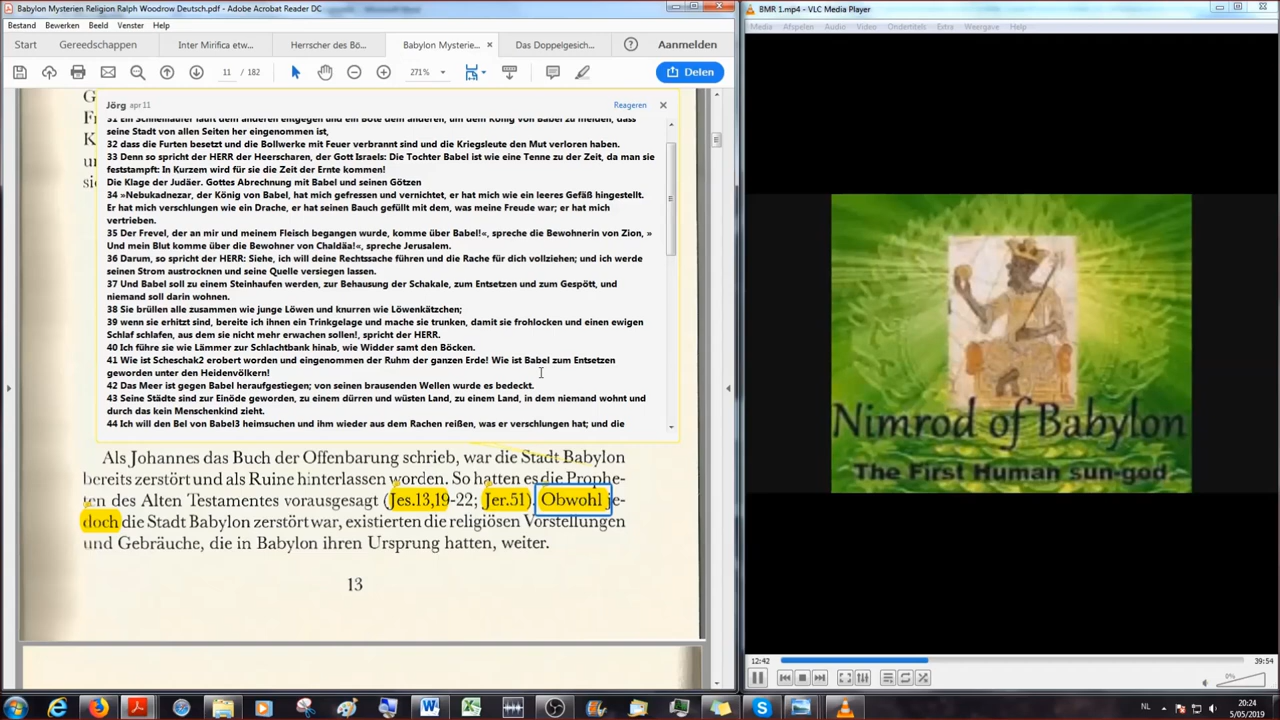 Babylon Mysterien Religion Ralph Woodrow Deutsch.pdf - Adobe Acrobat Reader DC
Bestand Bewerken Beeld Venster Help
Start Gereedschappen Inter Mirifica etw... Herrscher des Bö... Babylon Mysterie... Das Doppelgesich... Aanmelden
11 / 182 271% Delen
Jörg apr 11 Reageren
31 Ein Schnelläufer läuft dem anderen entgegen und ein Bote dem anderen, um dem König von Babel zu melden, dass
seine Stadt von allen Seiten her eingenommen ist,
32 dass die Furten besetzt und die Bollwerke mit Feuer verbrannt sind und die Kriegsleute den Mut verloren haben.
33 Denn so spricht der HERR der Heerscharen, der Gott Israels: Die Tochter Babel ist wie eine Tenne zu der Zeit, da man sie
feststampft: In Kurzem wird für sie die Zeit der Ernte kommen!
Die Klage der Judäer. Gottes Abrechnung mit Babel und seinen Götzen
34 »Nebukadnezar, der König von Babel, hat mich gefressen und vernichtet, er hat mich wie ein leeres Gefäß hingestellt.
Er hat mich verschlungen wie ein Drache, er hat seinen Bauch gefüllt mit dem, was meine Freude war; er hat mich
vertrieben.
35 Der Frevel, der an mir und meinem Fleisch begangen wurde, komme über Babel!«, spreche die Bewohnerin von Zion, »
Und mein Blut komme über die Bewohner von Chaldäa!«, spreche Jerusalem.
36 Darum, so spricht der HERR: Siehe, ich will deine Rechtssache führen und die Rache für dich vollziehen; und ich werde
seinen Strom austrocknen und seine Quelle versiegen lassen.
37 Und Babel soll zu einem Steinhaufen werden, zur Behausung der Schakale, zum Entsetzen und zum Gespött, und
niemand soll darin wohnen.
38 Sie brüllen alle zusammen wie junge Löwen und knurren wie Löwenkätzchen;
39 wenn sie erhitzt sind, bereite ich ihnen ein Trinkgelage und mache sie trunken, damit sie frohlocken und einen ewigen
Schlaf schlafen, aus dem sie nicht mehr erwachen sollen!, spricht der HERR.
40 Ich führe sie wie Lämmer zur Schlachtbank hinab, wie Widder samt den Böcken.
41 Wie ist Scheschak2 erobert worden und eingenommen der Ruhm der ganzen Erde! Wie ist Babel zum Entsetzen
geworden unter den Heidenvölkern!
42 Das Meer ist gegen Babel heraufgestiegen; von seinen brausenden Wellen wurde es bedeckt.
43 Seine Städte sind zur Einöde geworden, zu einem dürren und wüsten Land, zu einem Land, in dem niemand wohnt und
durch das kein Menschenkind zieht.
44 Ich will den Bel von Babel3 heimsuchen und ihm wieder aus dem Rachen reißen, was er verschlungen hat; und die
Als Johannes das Buch der Offenbarung schrieb, war die Stadt Babylon
bereits zerstört und als Ruine hinterlassen worden. So hatten es die Prophe-
ten des Alten Testamentes vorausgesagt (Jes.13,19-22; Jer.51). Obwohl je-
doch die Stadt Babylon zerstört war, existierten die religiösen Vorstellungen
und Gebräuche, die in Babylon ihren Ursprung hatten, weiter.
13
BMR 1.mp4 - VLC Media Player
Media Afspelen Audio Video Ondertitels Extra Weergave Help
Nimrod of Babylon
The First Human sun-god
12:42 39:54
0%
NL 20:24
5/05/2019